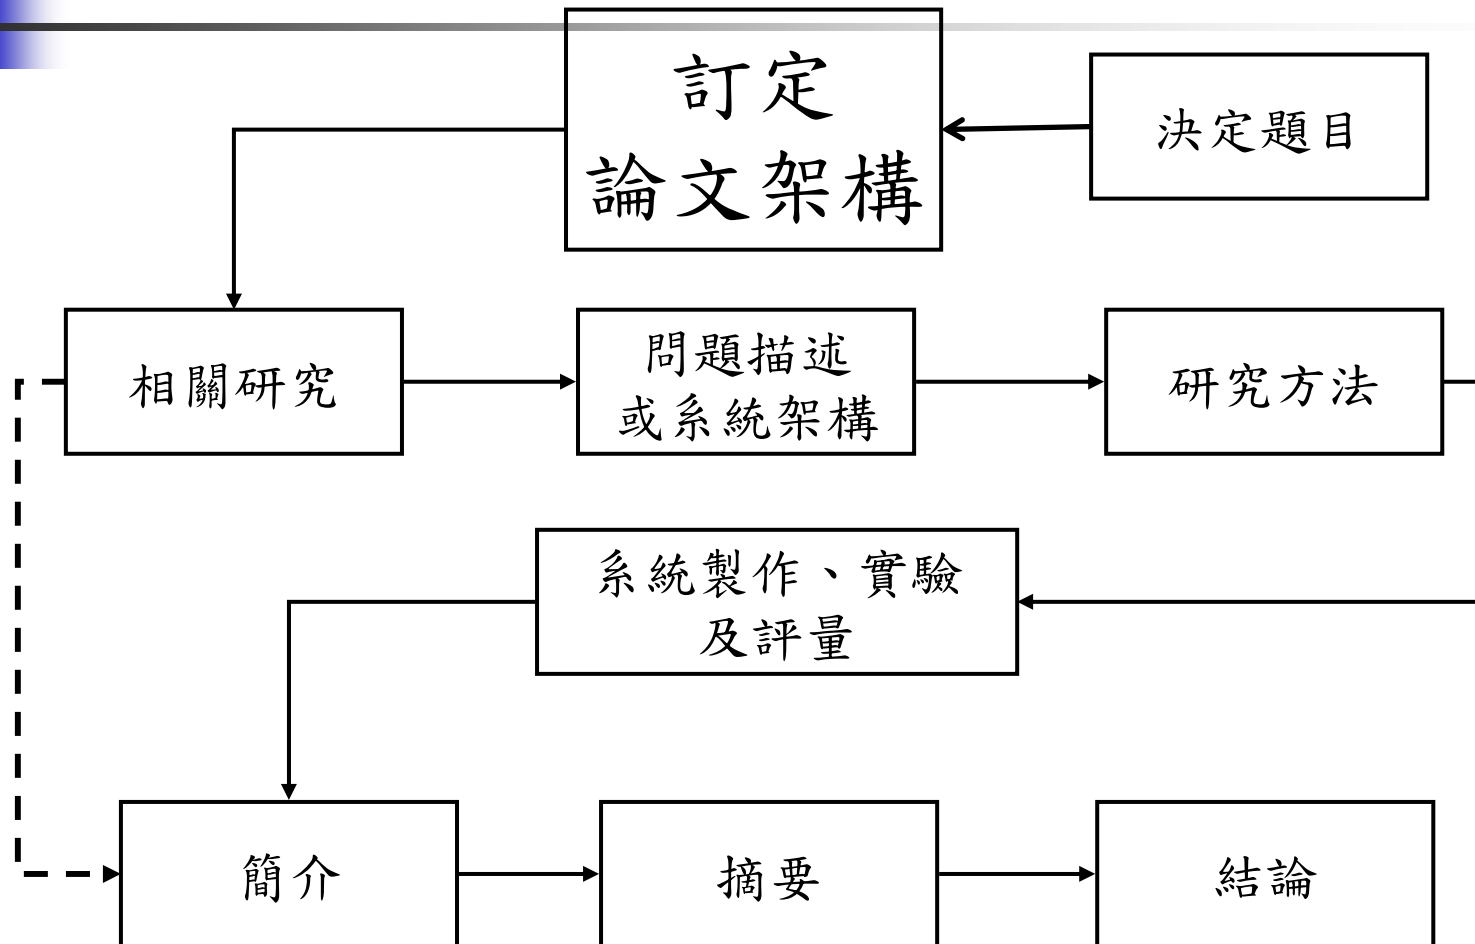 訂定
論文架構
決定題目
相關研究
問題描述
或系統架構
研究方法
系統製作、實驗
及評量
簡介
摘要
結論